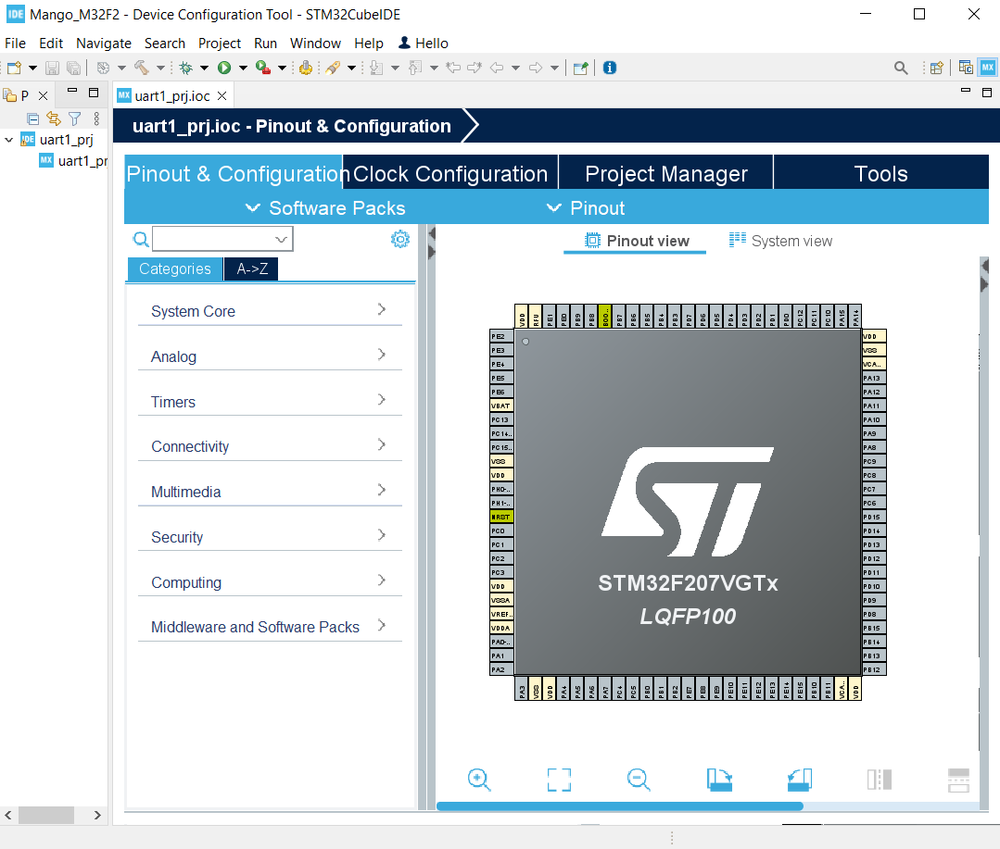 IDE Mango_M32F2 - Device Configuration Tool - STM32CubeIDE
File Edit Navigate Search Project Run Window Help Hello
MX
P
MX uart1_prj.ioc
uart1_prj.ioc - Pinout & Configuration
IDE uart1_prj
MX uart1_pr
Pinout & Configuration Clock Configuration Project Manager Tools
Software Packs Pinout
Pinout view System view
Categories A->Z
System Core
Analog
Timers
Connectivity
Multimedia
Security
Computing
Middleware and Software Packs
VDD RFU PE1 PE0 PB9 PB8 BOO.. PB7 PB6 PB5 PB4 PB3 PD7 PD6 PD5 PD4 PD3 PD2 PD1 PD0 PC12 PC11 PC10 PA15 PA14
PE2
PE3
PE4
PE5
PE6
VBAT
PC13
PC14..
PC15..
VSS
VDD
PH0-..
PH1-..
NRST
PC0
PC1
PC2
PC3
VDD
VSSA
VREF..
VDDA
PA0-..
PA1
PA2
VDD
VSS
VCA..
PA13
PA12
PA11
PA10
PA9
PA8
PC9
PC8
PC7
PC6
PD15
PD14
PD13
PD12
PD11
PD10
PD9
PD8
PB15
PB14
PB13
PB12
ST
STM32F207VGTx
LQFP100
PA3 VSS VDD PA4 PA5 PA6 PA7 PC4 PC5 PB0 PB1 PB2 PE7 PE8 PE9 PE10 PE11 PE12 PE13 PE14 PE15 PB10 PB11 VCA.. VDD